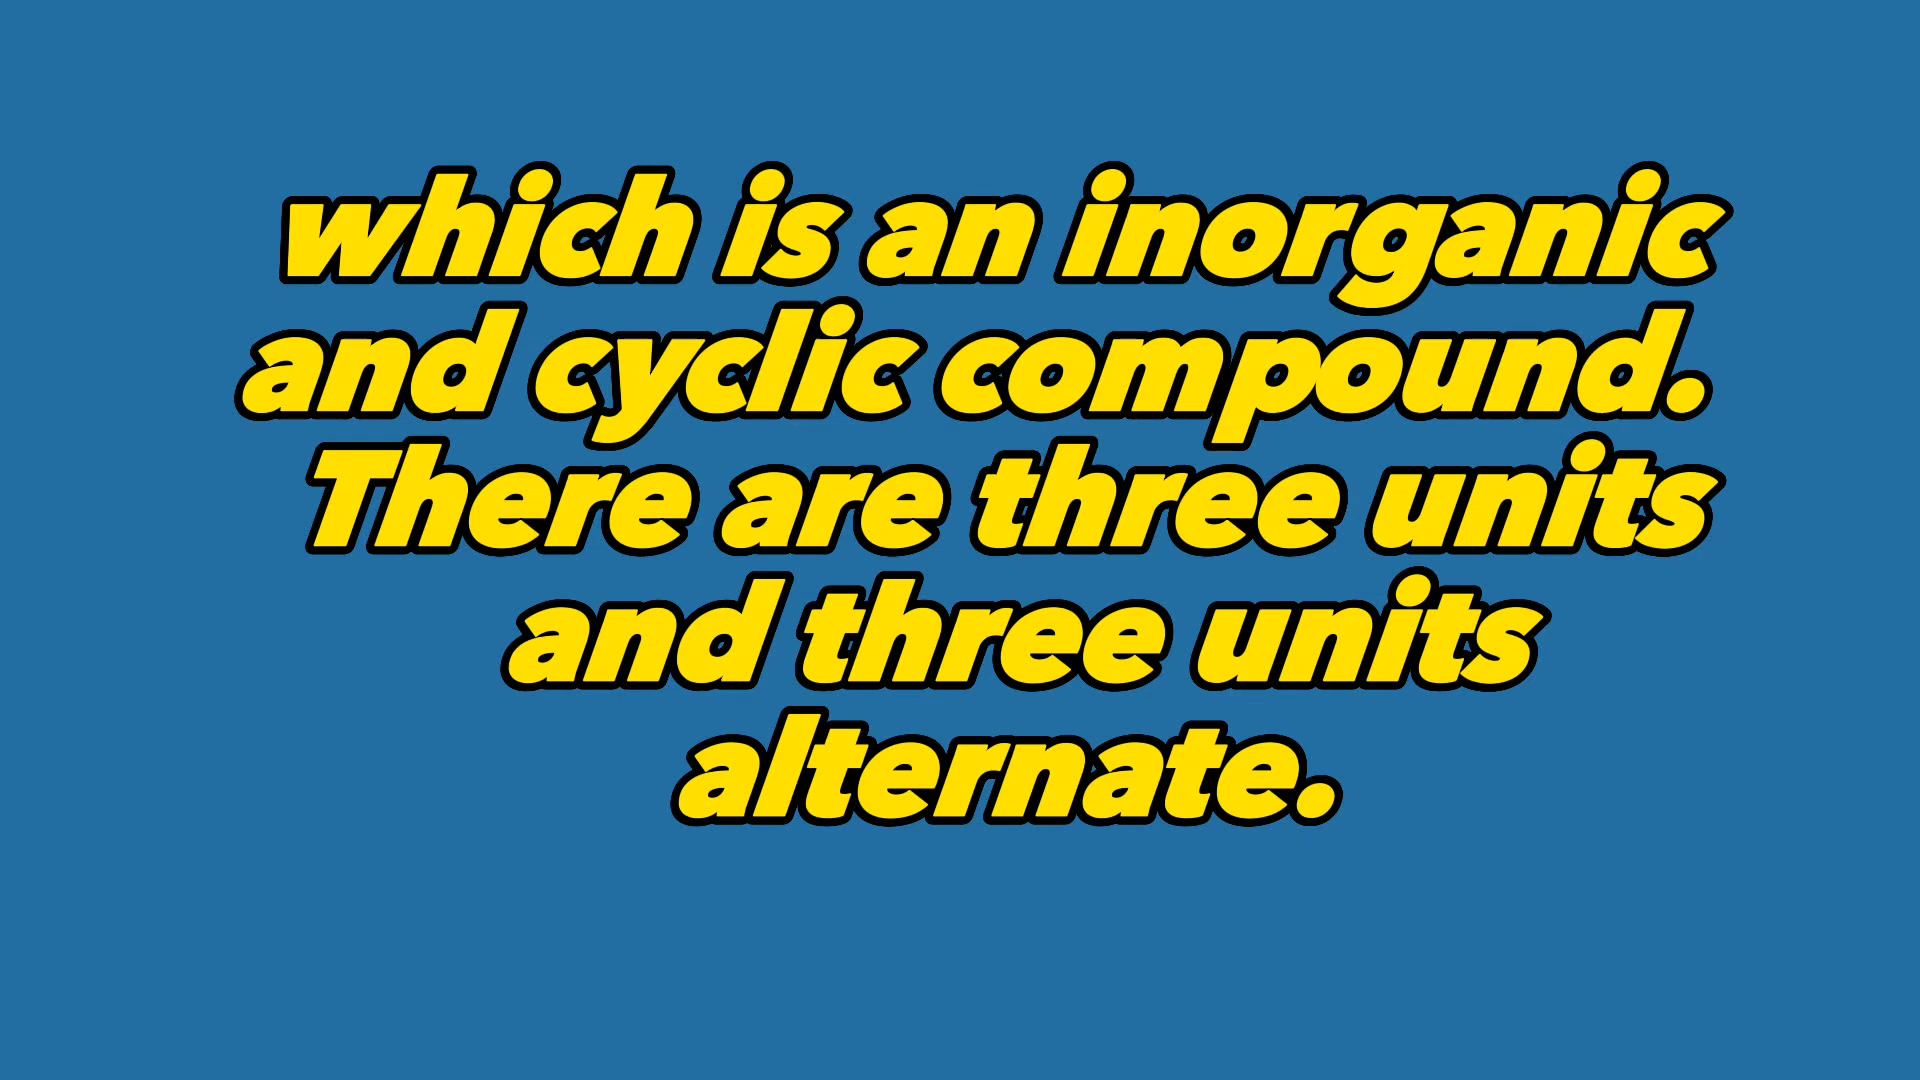 which is an inorganic
and cyclic compound.
There are three units
and three units
alternate.